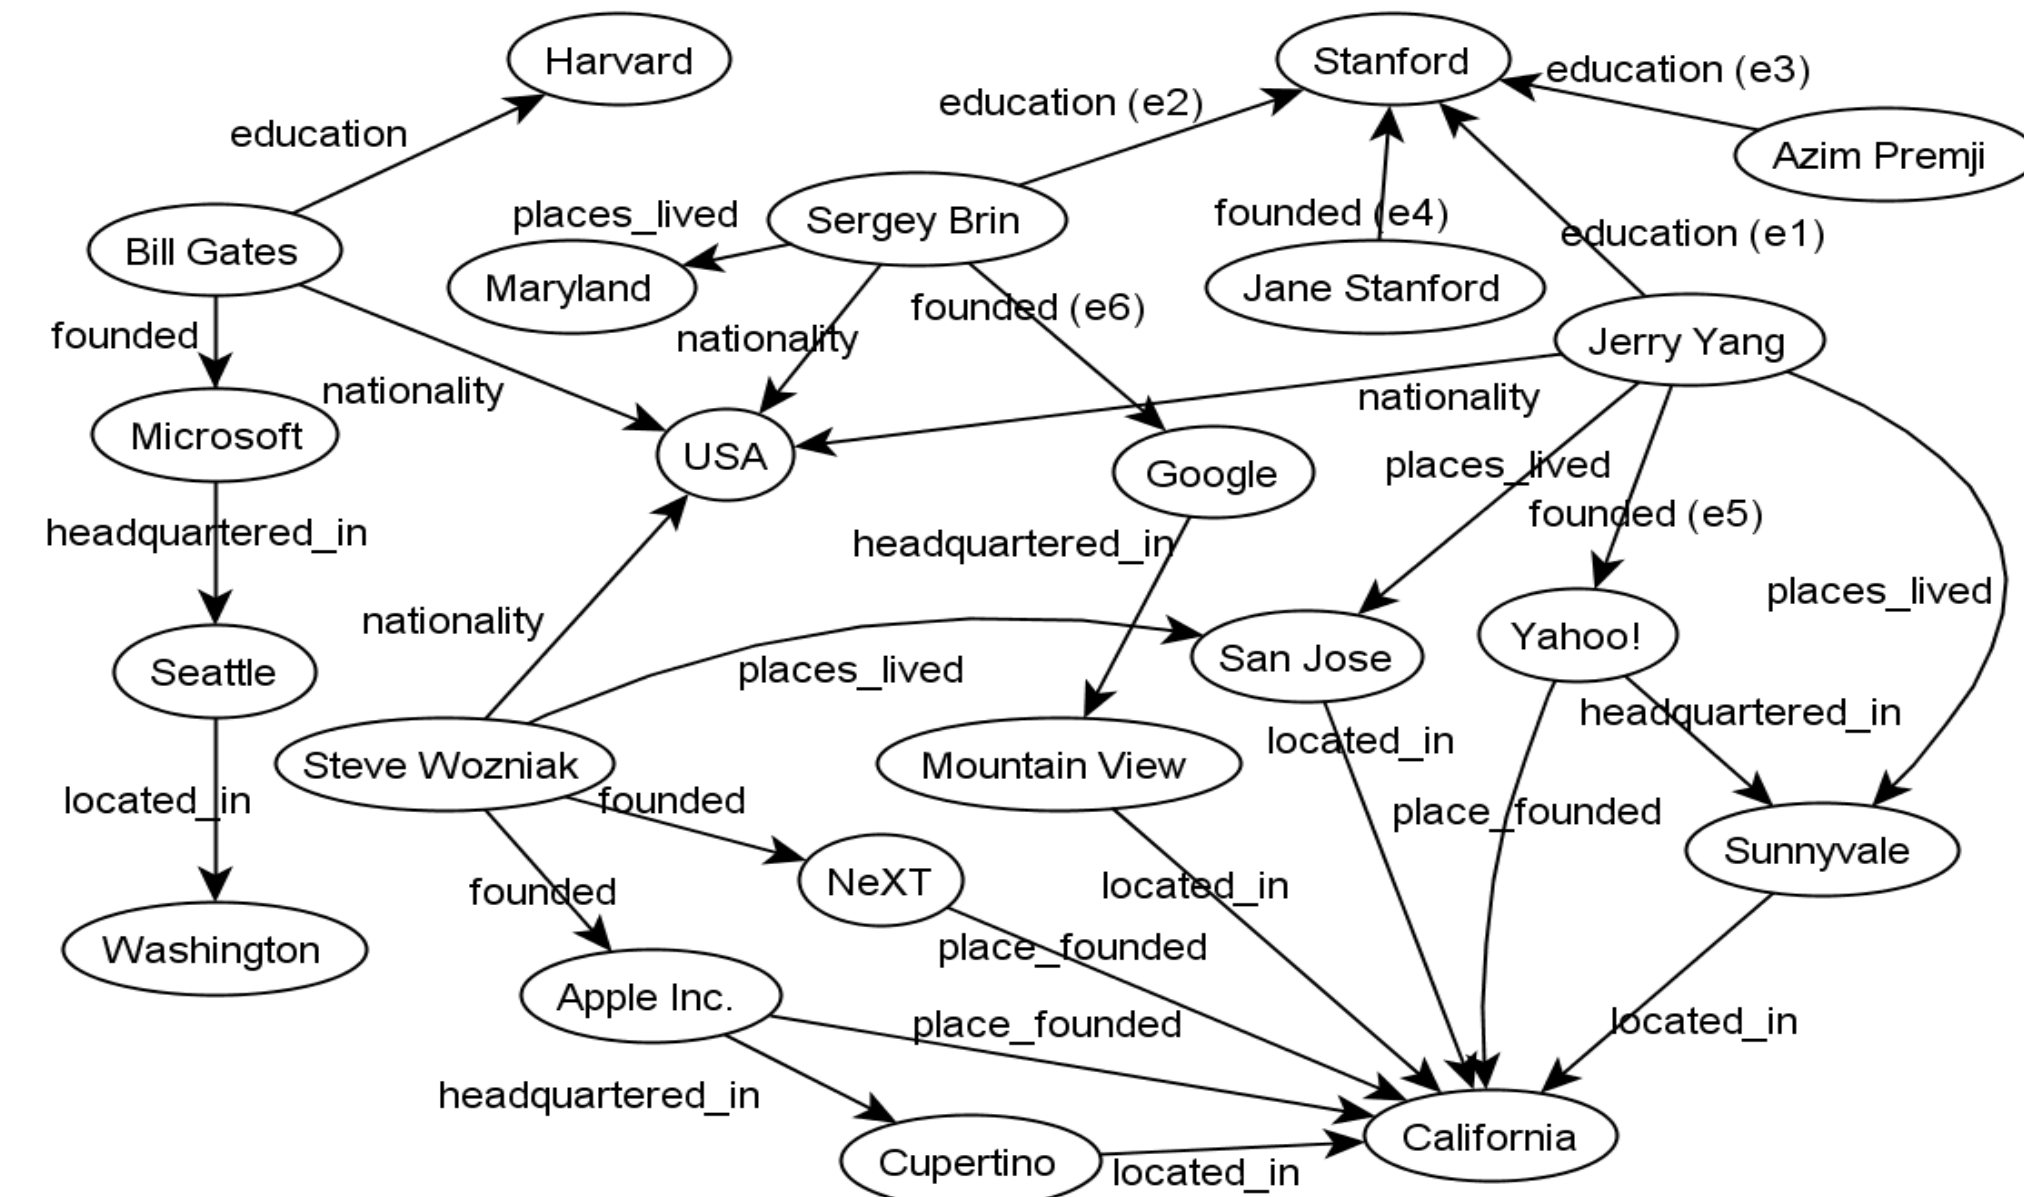 Harvard
Stanford
education (e3)
education (e2)
education
Azim Premji
places_lived
Sergey Brin
founded (e4)
education (e1)
Bill Gates
Maryland
Jane Stanford
founded (e6)
founded
nationality
Jerry Yang
nationality
nationality
Microsoft
USA
Google
places_lived
founded (e5)
headquartered_in
headquartered_in
places_lived
nationality
Yahoo!
San Jose
places_lived
Seattle
headquartered_in
located_in
Steve Wozniak
Mountain View
located_in
founded
place_founded
Sunnyvale
NeXT
founded
located_in
Washington
place_founded
Apple Inc.
place_founded
located_in
headquartered_in
California
Cupertino
located_in